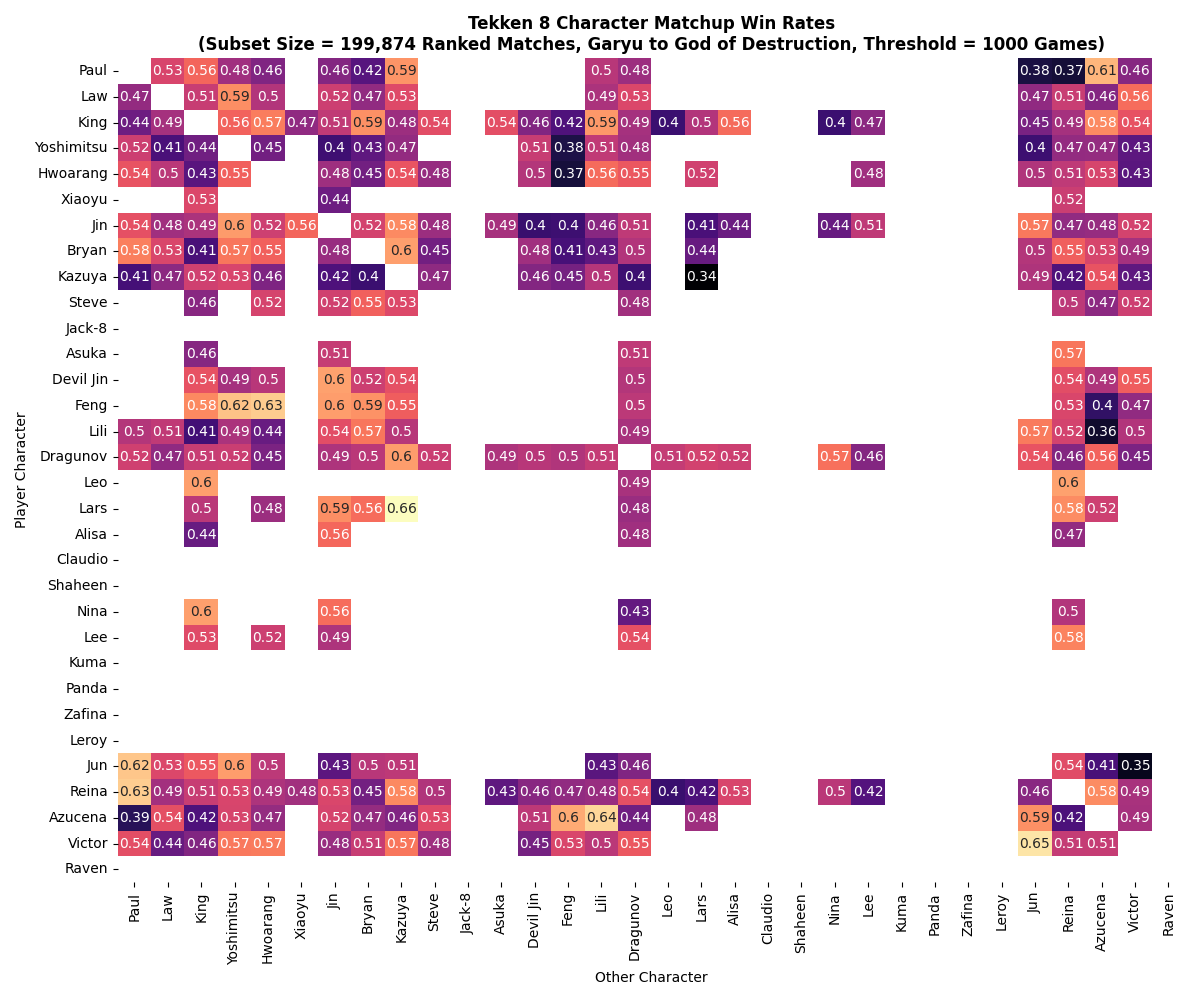 Tekken 8 Character Matchup Win Rates
(Subset Size = 199,874 Ranked Matches, Garyu to God of Destruction, Threshold = 1000 Games)
Player Character
Paul 0.53 0.56 0.48 0.46 0.46 0.42 0.59 0.5 0.48 0.38 0.37 0.61 0.46
Law 0.47 0.51 0.59 0.5 0.52 0.47 0.53 0.49 0.53 0.47 0.51 0.46 0.56
King 0.44 0.49 0.56 0.57 0.47 0.51 0.59 0.48 0.54 0.54 0.46 0.42 0.59 0.49 0.4 0.5 0.56 0.4 0.47 0.45 0.49 0.58 0.54
Yoshimitsu 0.52 0.41 0.44 0.45 0.4 0.43 0.47 0.51 0.38 0.51 0.48 0.4 0.47 0.47 0.43
Hwoarang 0.54 0.5 0.43 0.55 0.48 0.45 0.54 0.48 0.5 0.37 0.56 0.55 0.52 0.48 0.5 0.51 0.53 0.43
Xiaoyu 0.53 0.44 0.52
Jin 0.54 0.48 0.49 0.6 0.52 0.56 0.52 0.58 0.48 0.49 0.4 0.4 0.46 0.51 0.41 0.44 0.44 0.51 0.57 0.47 0.48 0.52
Bryan 0.58 0.53 0.41 0.57 0.55 0.48 0.6 0.45 0.48 0.41 0.43 0.5 0.44 0.5 0.55 0.53 0.49
Kazuya 0.41 0.47 0.52 0.53 0.46 0.42 0.4 0.47 0.46 0.45 0.5 0.4 0.34 0.49 0.42 0.54 0.43
Steve 0.46 0.52 0.52 0.55 0.53 0.48 0.5 0.47 0.52
Jack-8
Asuka 0.46 0.51 0.51 0.57
Devil Jin 0.54 0.49 0.5 0.6 0.52 0.54 0.5 0.54 0.49 0.55
Feng 0.58 0.62 0.63 0.6 0.59 0.55 0.5 0.53 0.4 0.47
Lili 0.5 0.51 0.41 0.49 0.44 0.54 0.57 0.5 0.49 0.57 0.52 0.36 0.5
Dragunov 0.52 0.47 0.51 0.52 0.45 0.49 0.5 0.6 0.52 0.49 0.5 0.5 0.51 0.51 0.52 0.52 0.57 0.46 0.54 0.46 0.56 0.45
Leo 0.6 0.49 0.6
Lars 0.5 0.48 0.59 0.56 0.66 0.48 0.58 0.52
Alisa 0.44 0.56 0.48 0.47
Claudio
Shaheen
Nina 0.6 0.56 0.43 0.5
Lee 0.53 0.52 0.49 0.54 0.58
Kuma
Panda
Zafina
Leroy
Jun 0.62 0.53 0.55 0.6 0.5 0.43 0.5 0.51 0.43 0.46 0.54 0.41 0.35
Reina 0.63 0.49 0.51 0.53 0.49 0.48 0.53 0.45 0.58 0.5 0.43 0.46 0.47 0.48 0.54 0.4 0.42 0.53 0.5 0.42 0.46 0.58 0.49
Azucena 0.39 0.54 0.42 0.53 0.47 0.52 0.47 0.46 0.53 0.51 0.6 0.64 0.44 0.48 0.59 0.42 0.49
Victor 0.54 0.44 0.46 0.57 0.57 0.48 0.51 0.57 0.48 0.45 0.53 0.5 0.55 0.65 0.51 0.51
Raven
Paul Law King Yoshimitsu Hwoarang Xiaoyu Jin Bryan Kazuya Steve Jack-8 Asuka Devil Jin Feng Lili Dragunov Leo Lars Alisa Claudio Shaheen Nina Lee Kuma Panda Zafina Leroy Jun Reina Azucena Victor Raven
Other Character